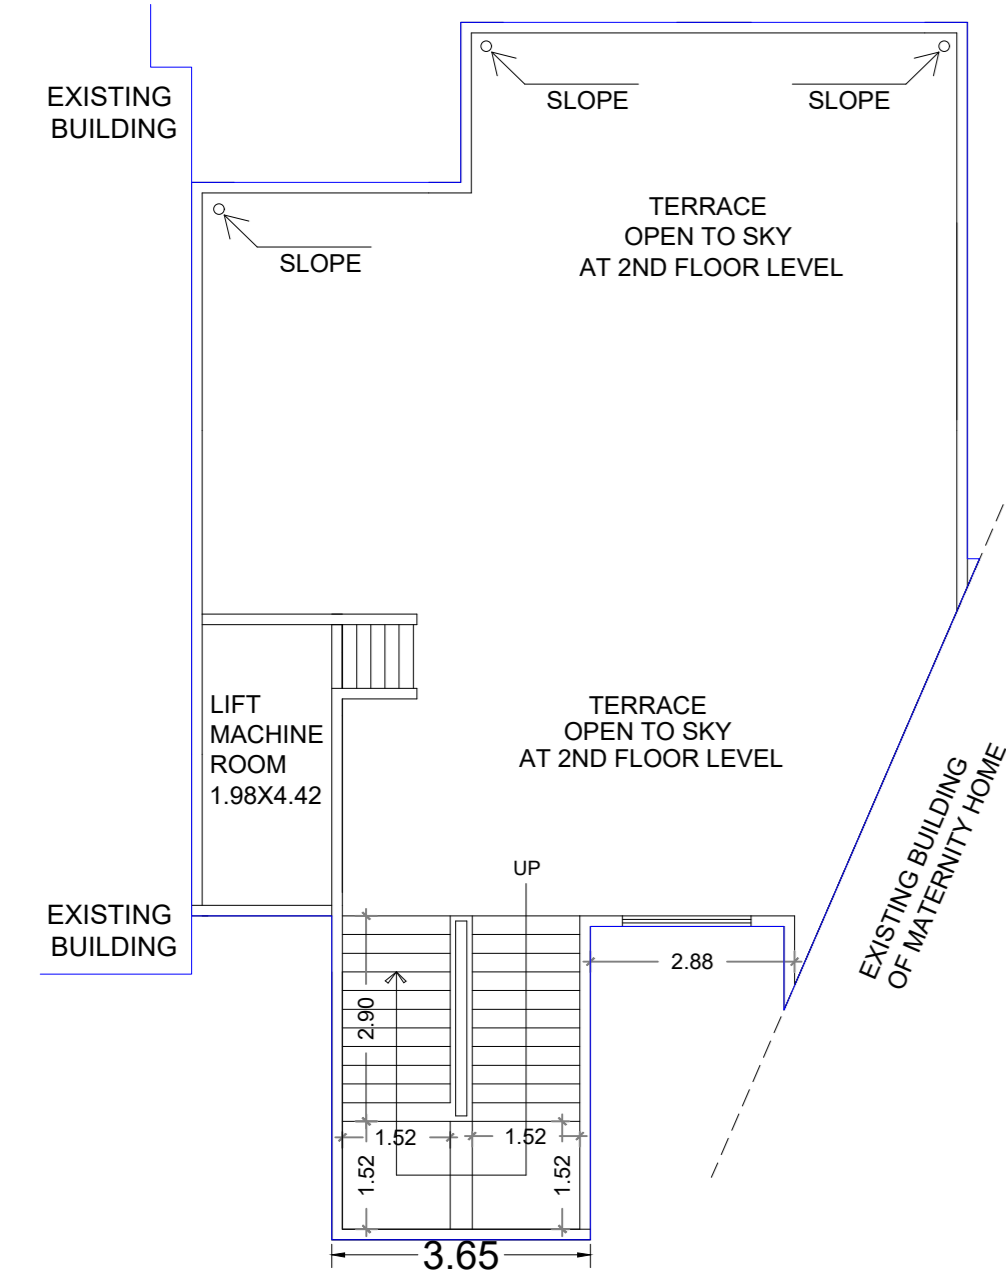 EXISTING
BUILDING
SLOPE
SLOPE
SLOPE
TERRACE
OPEN TO SKY
AT 2ND FLOOR LEVEL
LIFT
MACHINE
ROOM
1.98X4.42
TERRACE
OPEN TO SKY
AT 2ND FLOOR LEVEL
EXISTING BUILDING
OF MATERNITY HOME
EXISTING
BUILDING
UP
2.88
2.90
1.52
1.52
1.52
1.52
3.65